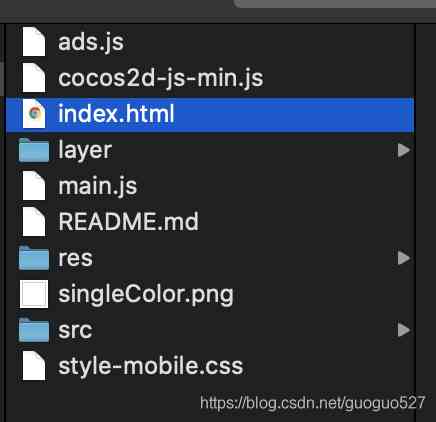 ads.js
cocos2d-js-min.js
index.html
layer
main.js
README.md
res
singleColor.png
src
style-mobile.css
https://blog.csdn.net/guoguo527